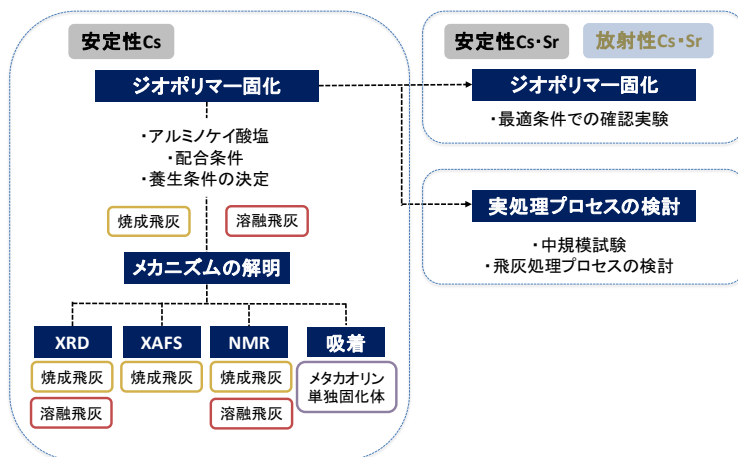 安定性Cs
ジオポリマー固化
・アルミノケイ酸塩
・配合条件
・養生条件の決定
焼成飛灰
溶融飛灰
メカニズムの解明
XRD
XAFS
NMR
吸着
焼成飛灰
焼成飛灰
焼成飛灰
メタカオリン
単独固化体
溶融飛灰
溶融飛灰
安定性Cs・Sr
放射性Cs・Sr
ジオポリマー固化
・最適条件での確認実験
実処理プロセスの検討
・中規模試験
・飛灰処理プロセスの検討